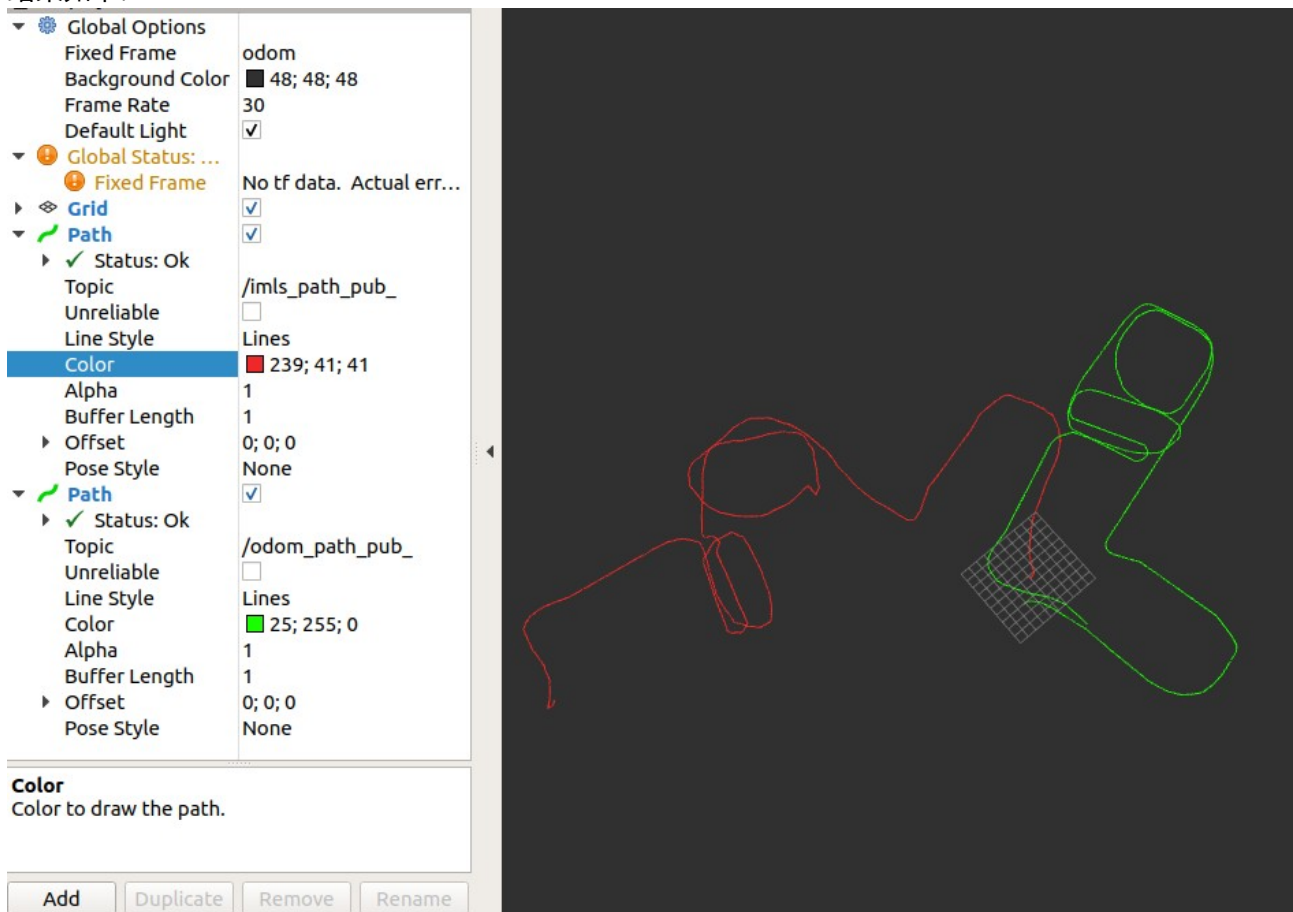 Global Options
Fixed Frame odom
Background Color 48; 48; 48
Frame Rate 30
Default Light
Global Status: ...
Fixed Frame No tf data.  Actual err...
Grid
Path
Status: Ok
Topic /imls_path_pub_
Unreliable
Line Style Lines
Color 239; 41; 41
Alpha 1
Buffer Length 1
Offset 0; 0; 0
Pose Style None
Path
Status: Ok
Topic /odom_path_pub_
Unreliable
Line Style Lines
Color 25; 255; 0
Alpha 1
Buffer Length 1
Offset 0; 0; 0
Pose Style None
Color
Color to draw the path.
Add Duplicate Remove Rename